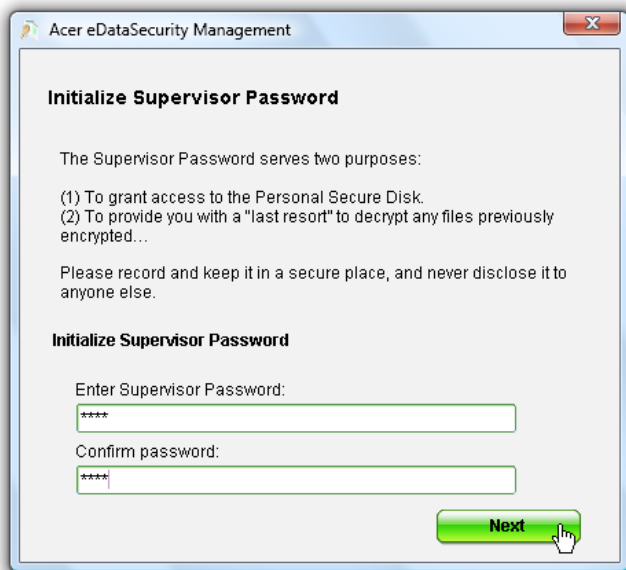 Acer eDataSecurity Management
Initialize Supervisor Password
The Supervisor Password serves two purposes:
(1) To grant access to the Personal Secure Disk.
(2) To provide you with a "last resort" to decrypt any files previously
encrypted...
Please record and keep it in a secure place, and never disclose it to
anyone else.
Initialize Supervisor Password
Enter Supervisor Password:
****
Confirm password:
****
Next